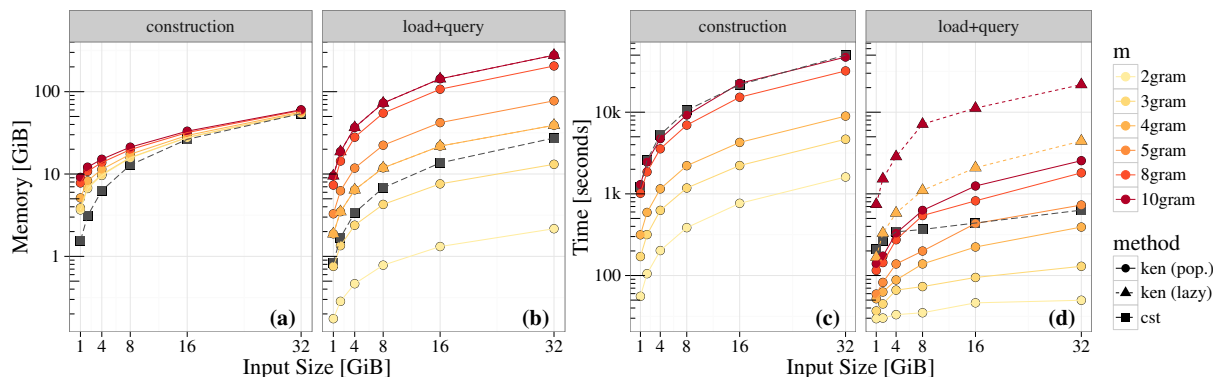 construction
load+query
Memory [GiB]
100
10
1
(a)
(b)
1 4 8 16 32
1 4 8 16 32
Input Size [GiB]
construction
load+query
Time [seconds]
10k
1k
100
(c)
(d)
1 4 8 16 32
1 4 8 16 32
Input Size [GiB]
m
2gram
3gram
4gram
5gram
8gram
10gram
method
ken (pop.)
ken (lazy)
cst